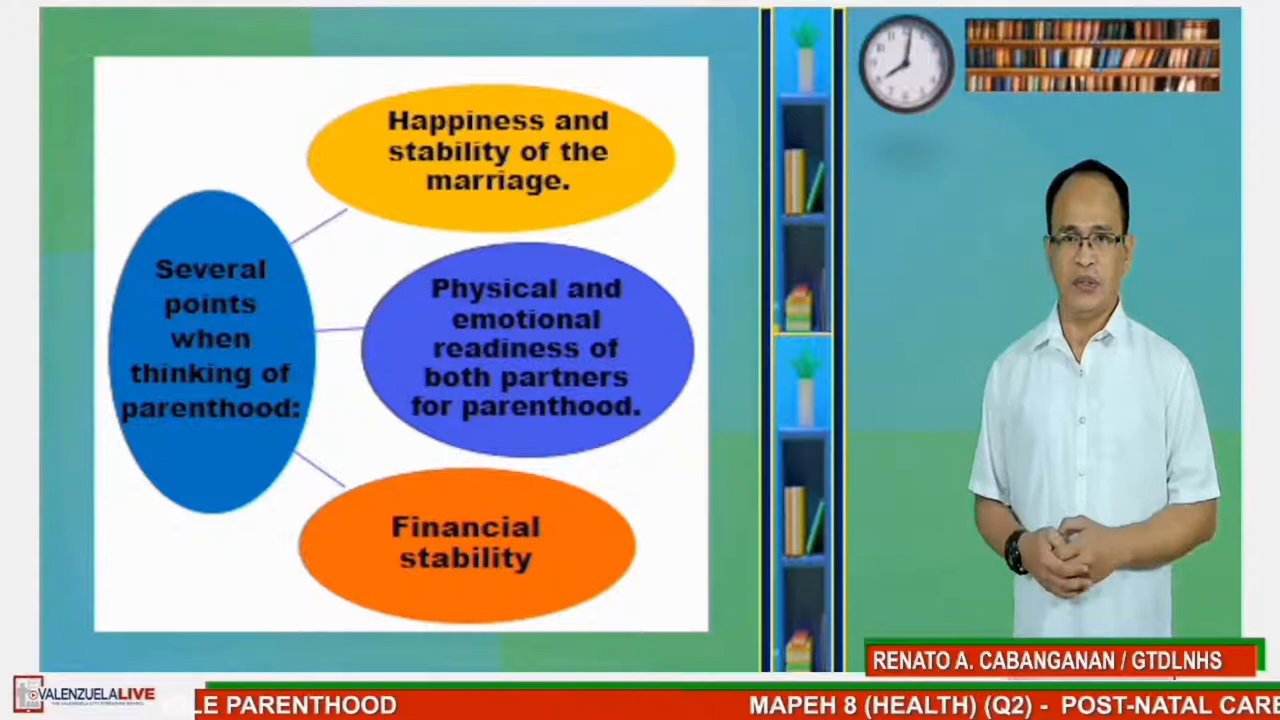 Several
points
when
thinking of
parenthood:
Happiness and
stability of the
marriage.
Physical and
emotional
readiness of
both partners
for parenthood.
Financial
stability
RENATO A. CABANGANAN / GTDLNHS
VALENZUELALIVE
LE PARENTHOOD
MAPEH 8 (HEALTH) (Q2) - POST-NATAL CARE